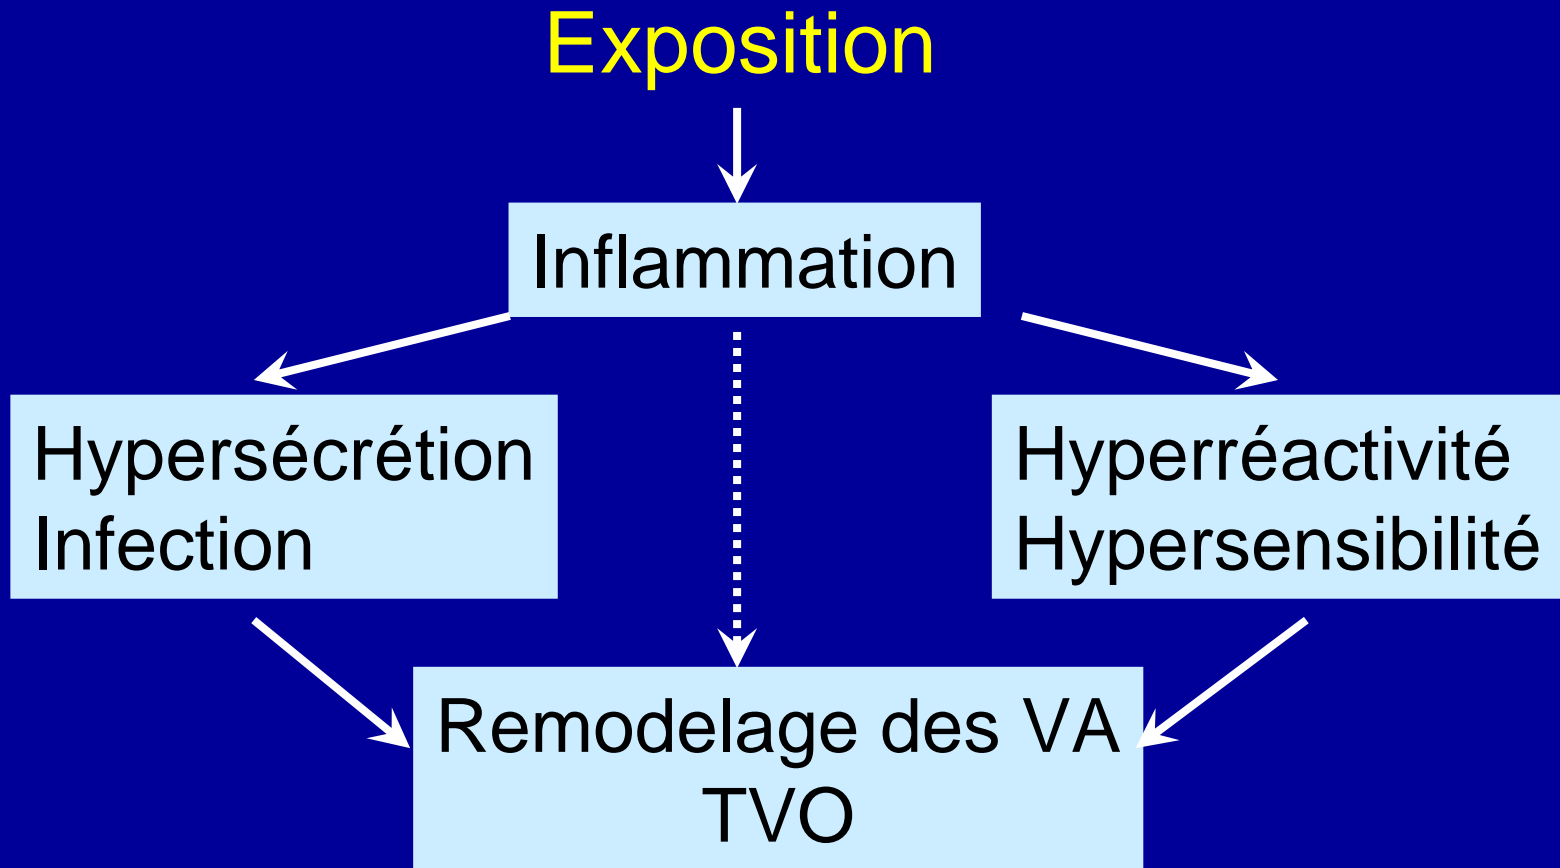 Exposition
Inflammation
Hypersécrétion
Infection
Hyperréactivité
Hypersensibilité
Remodelage des VA
TVO